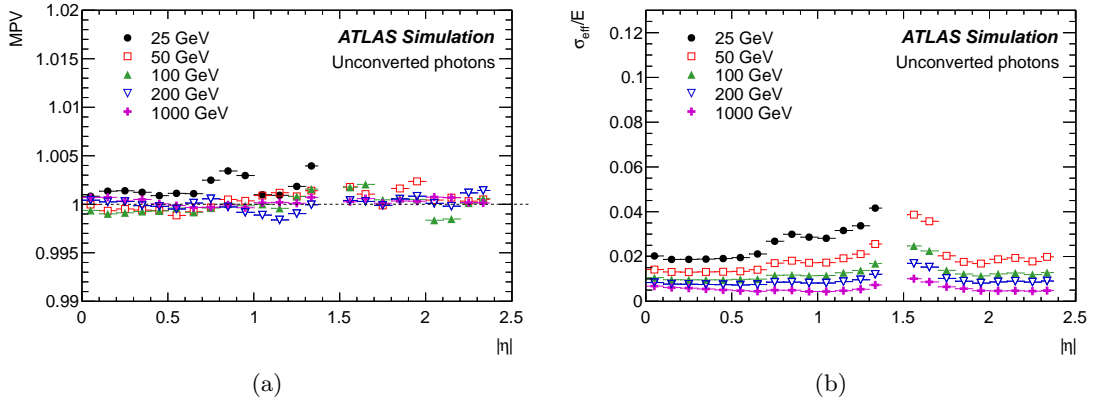 MPV
1.02
1.015
1.01
1.005
1
0.995
0.99
0
0.5
1
1.5
2
2.5
|η|
25 GeV
50 GeV
100 GeV
200 GeV
1000 GeV
ATLAS Simulation
Unconverted photons
(a)
σeff/E
0.12
0.1
0.08
0.06
0.04
0.02
0
0
0.5
1
1.5
2
2.5
|η|
25 GeV
50 GeV
100 GeV
200 GeV
1000 GeV
ATLAS Simulation
Unconverted photons
(b)